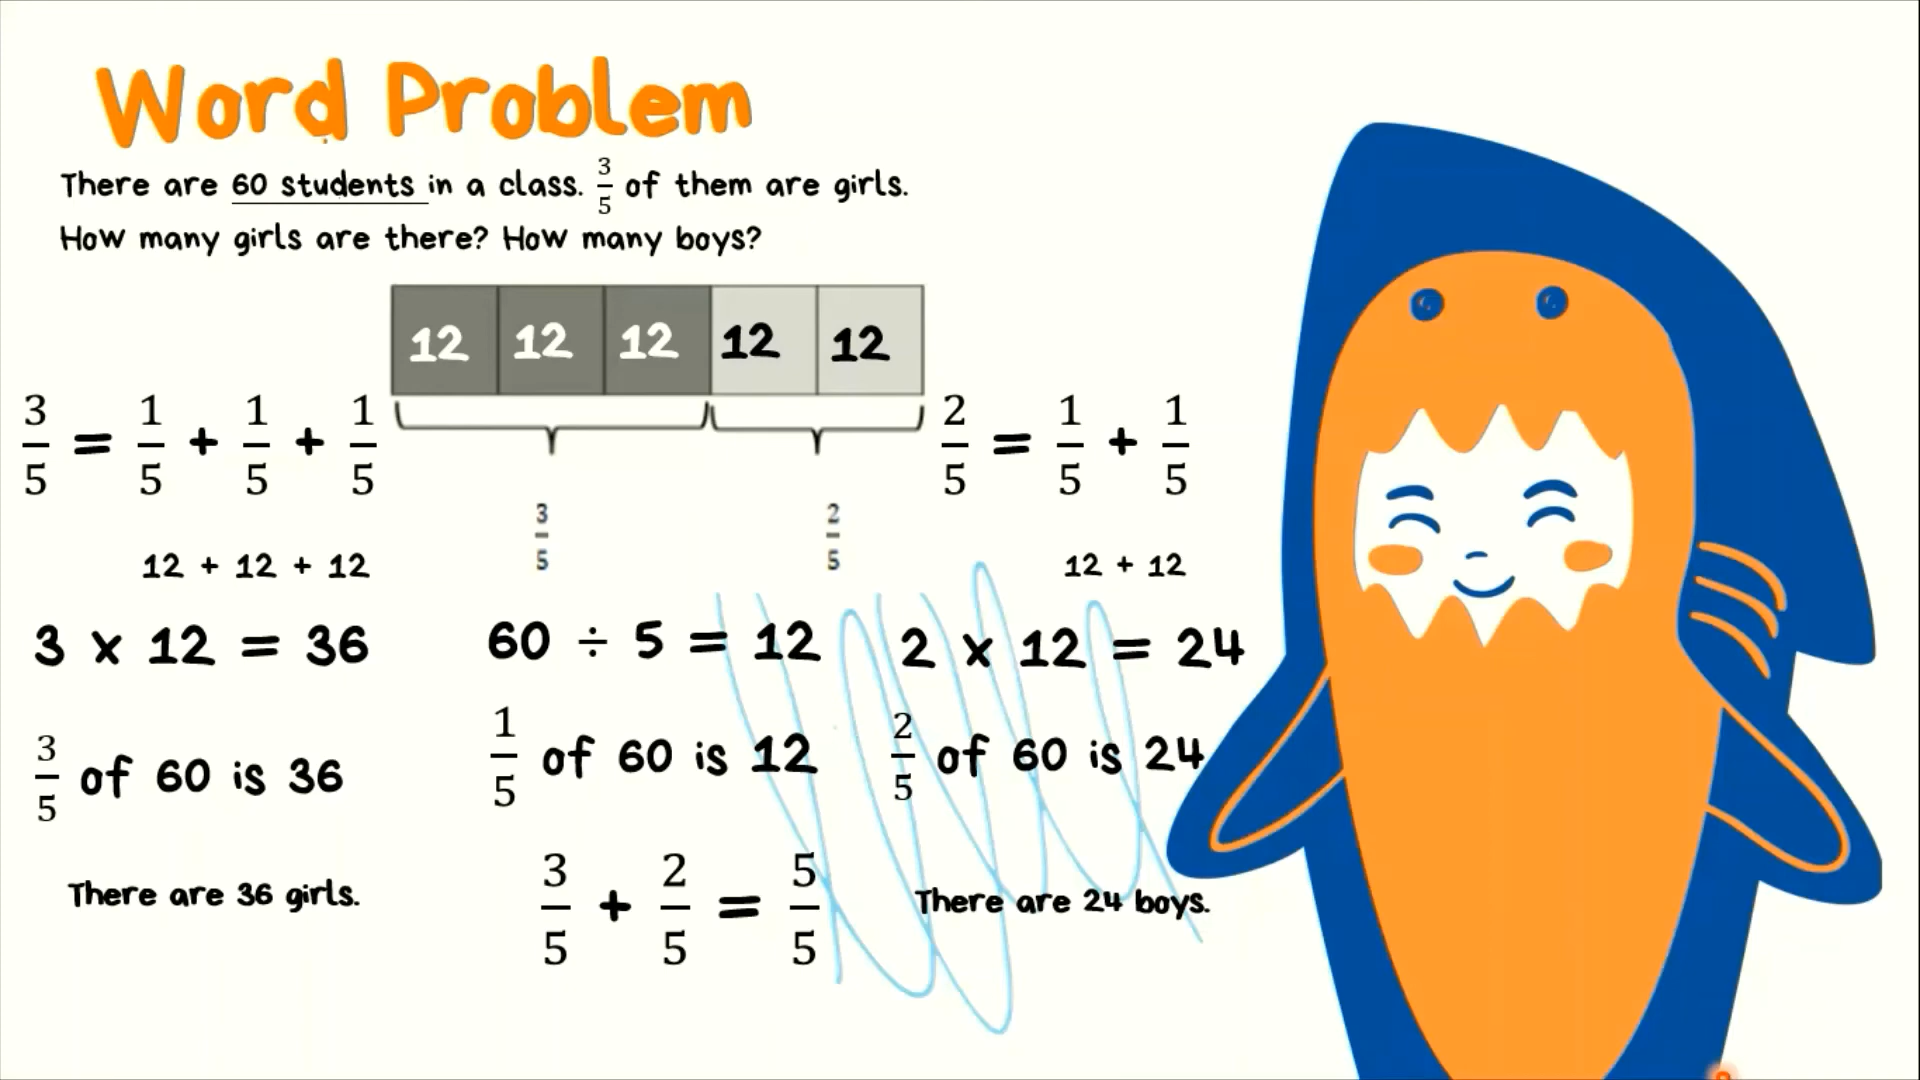 Word Problem
There are 60 students in a class. 3/5 of them are girls.
How many girls are there? How many boys?
12 12 12 12 12
3/5 = 1/5 + 1/5 + 1/5
2/5 = 1/5 + 1/5
3/5
2/5
12 + 12 + 12
12 + 12
3 x 12 = 36
60 ÷ 5 = 12
2 x 12 = 24
3/5 of 60 is 36
1/5 of 60 is 12
2/5 of 60 is 24
There are 36 girls.
3/5 + 2/5 = 5/5
There are 24 boys.